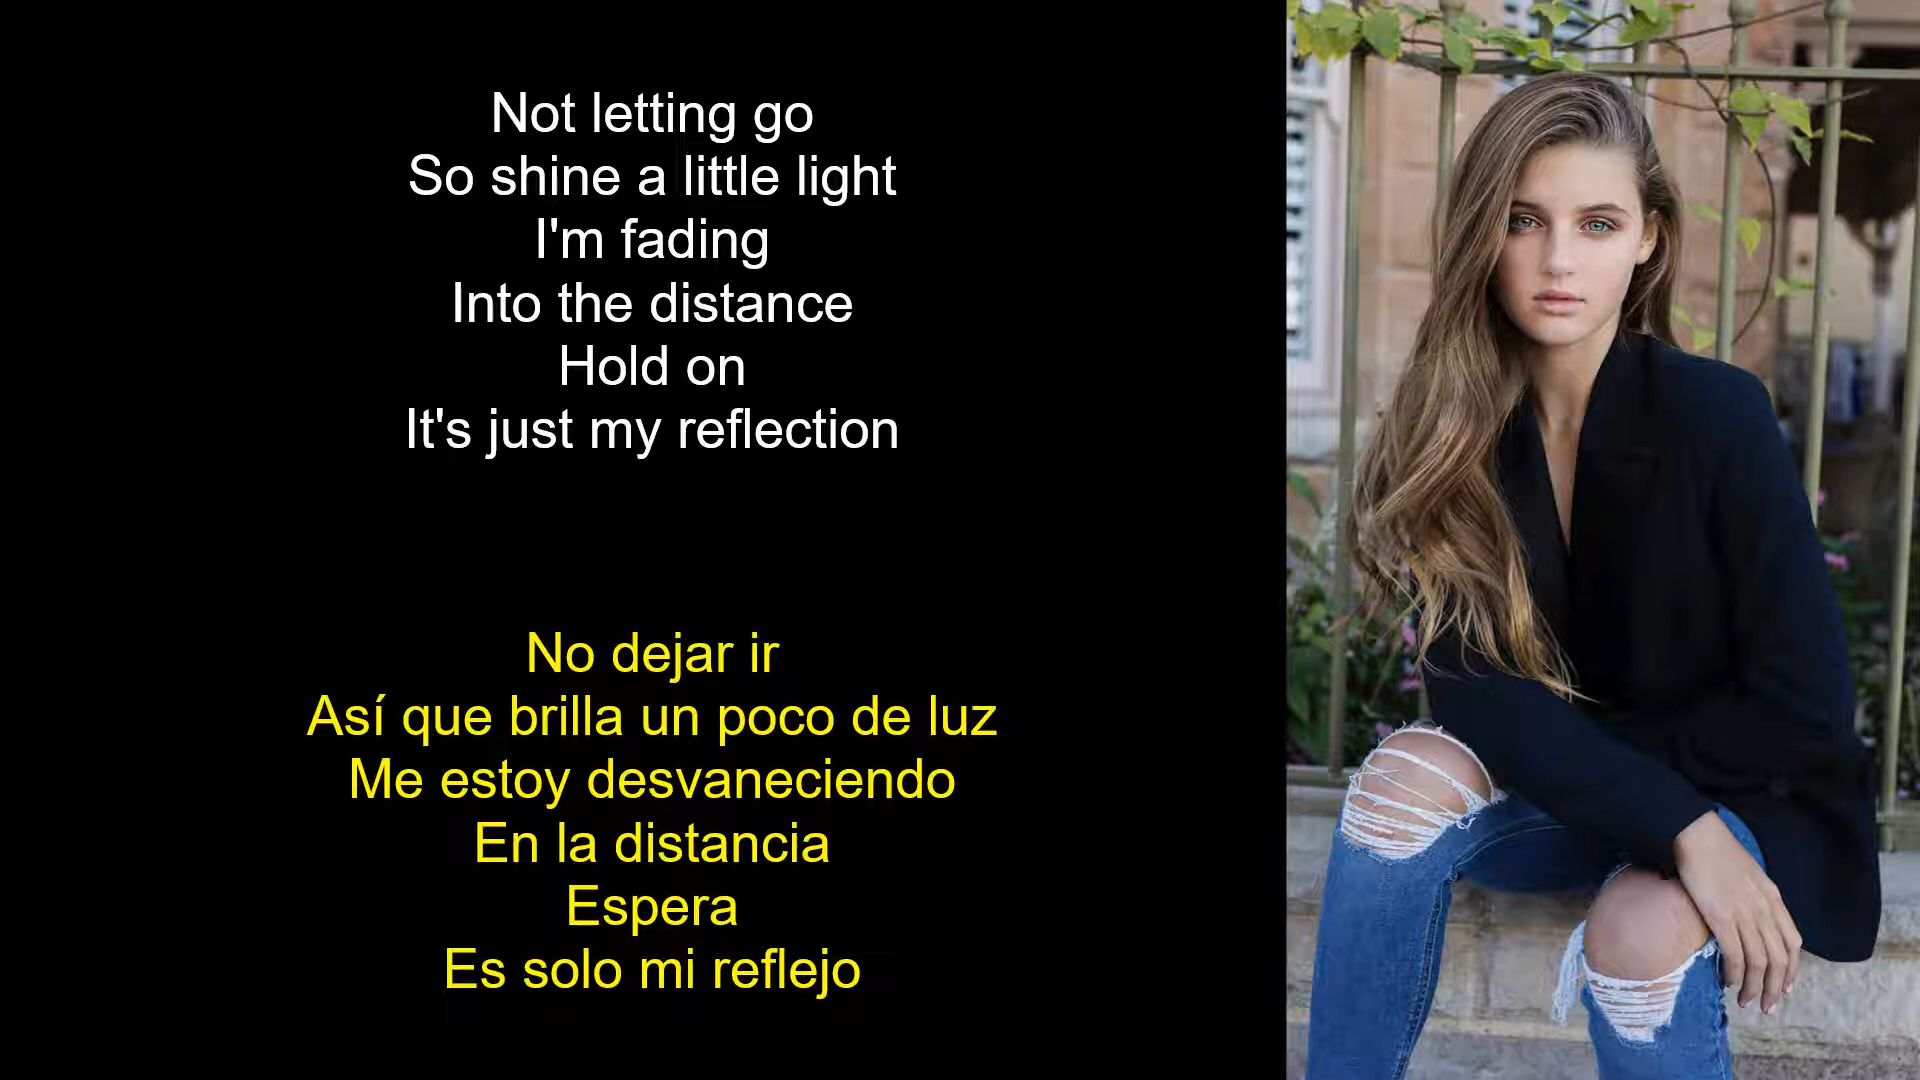 Not letting go
So shine a little light
I'm fading
Into the distance
Hold on
It's just my reflection
No dejar ir
Así que brilla un poco de luz
Me estoy desvaneciendo
En la distancia
Espera
Es solo mi reflejo